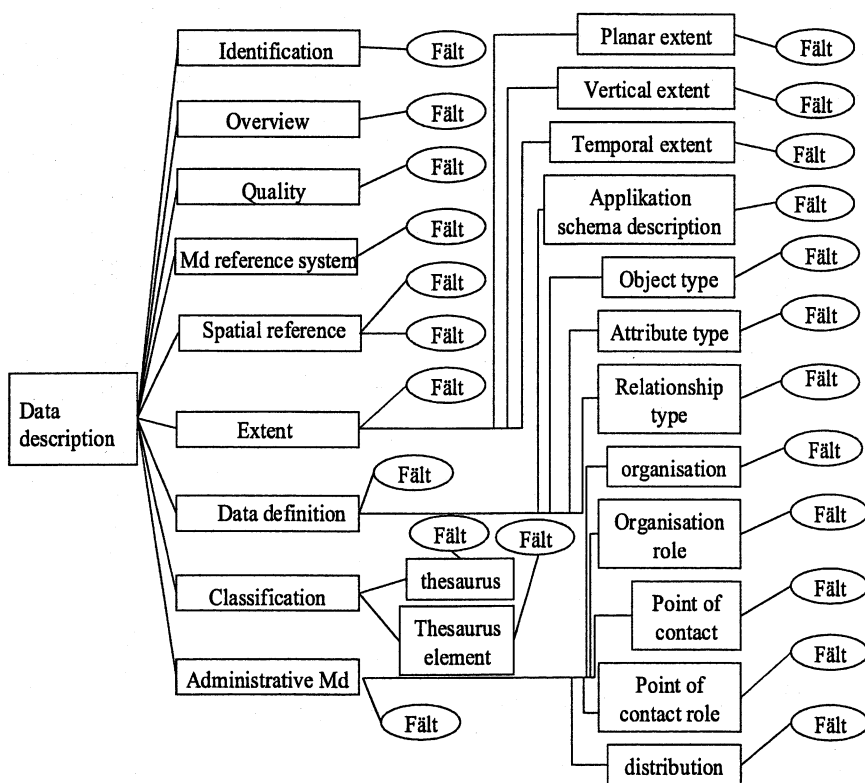 Data
description
Identification
Fält
Overview
Fält
Quality
Fält
Md reference system
Fält
Spatial reference
Fält
Fält
Extent
Fält
Data definition
Fält
Classification
thesaurus
Fält
Thesaurus
element
Fält
Administrative Md
Fält
Planar extent
Fält
Vertical extent
Fält
Temporal extent
Fält
Applikation
schema description
Fält
Object type
Fält
Attribute type
Fält
Relationship
type
Fält
organisation
Fält
Organisation
role
Fält
Point of
contact
Fält
Point of
contact role
Fält
distribution
Fält